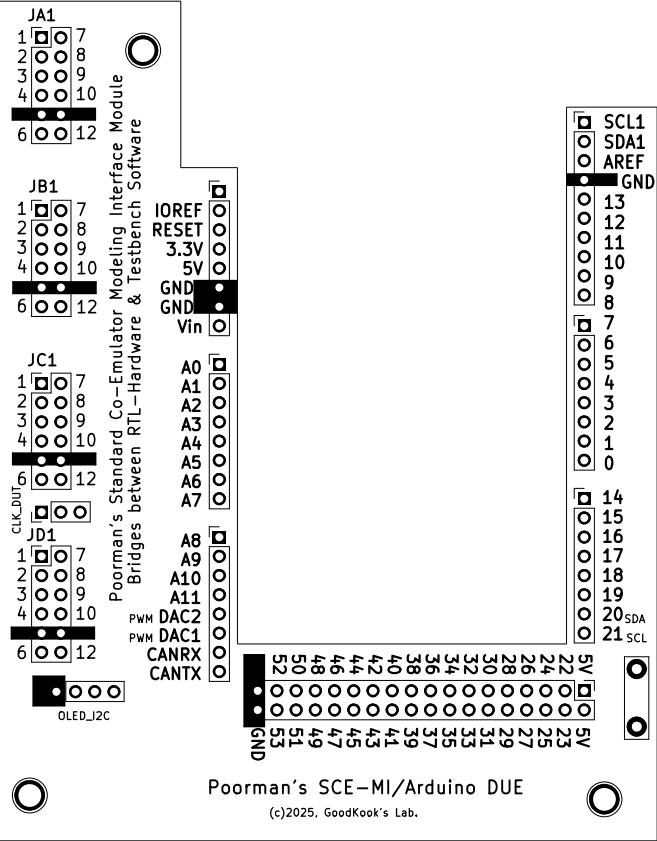 JA1
1 7
2 8
3 9
4 10
6 12
JB1
1 7
2 8
3 9
4 10
6 12
JC1
1 7
2 8
3 9
4 10
6 12
CLK_DUT
JD1
1 7
2 8
3 9
4 10
6 12
OLED_I2C
Poorman's Standard Co-Emulator Modeling Interface Module
Bridges between RTL-Hardware & Testbench Software
IOREF
RESET
3.3V
5V
GND
GND
Vin
A0
A1
A2
A3
A4
A5
A6
A7
A8
A9
A10
A11
PWM DAC2
PWM DAC1
CANRX
CANTX
SCL1
SDA1
AREF
GND
13
12
11
10
9
8
7
6
5
4
3
2
1
0
14
15
16
17
18
19
20 SDA
21 SCL
52 50 48 46 44 42 40 38 36 34 32 30 28 26 24 22 5V
GND 53 51 49 47 45 43 41 39 37 35 33 31 29 27 25 23 5V
Poorman's SCE-MI/Arduino DUE
(c)2025, GoodKook's Lab.